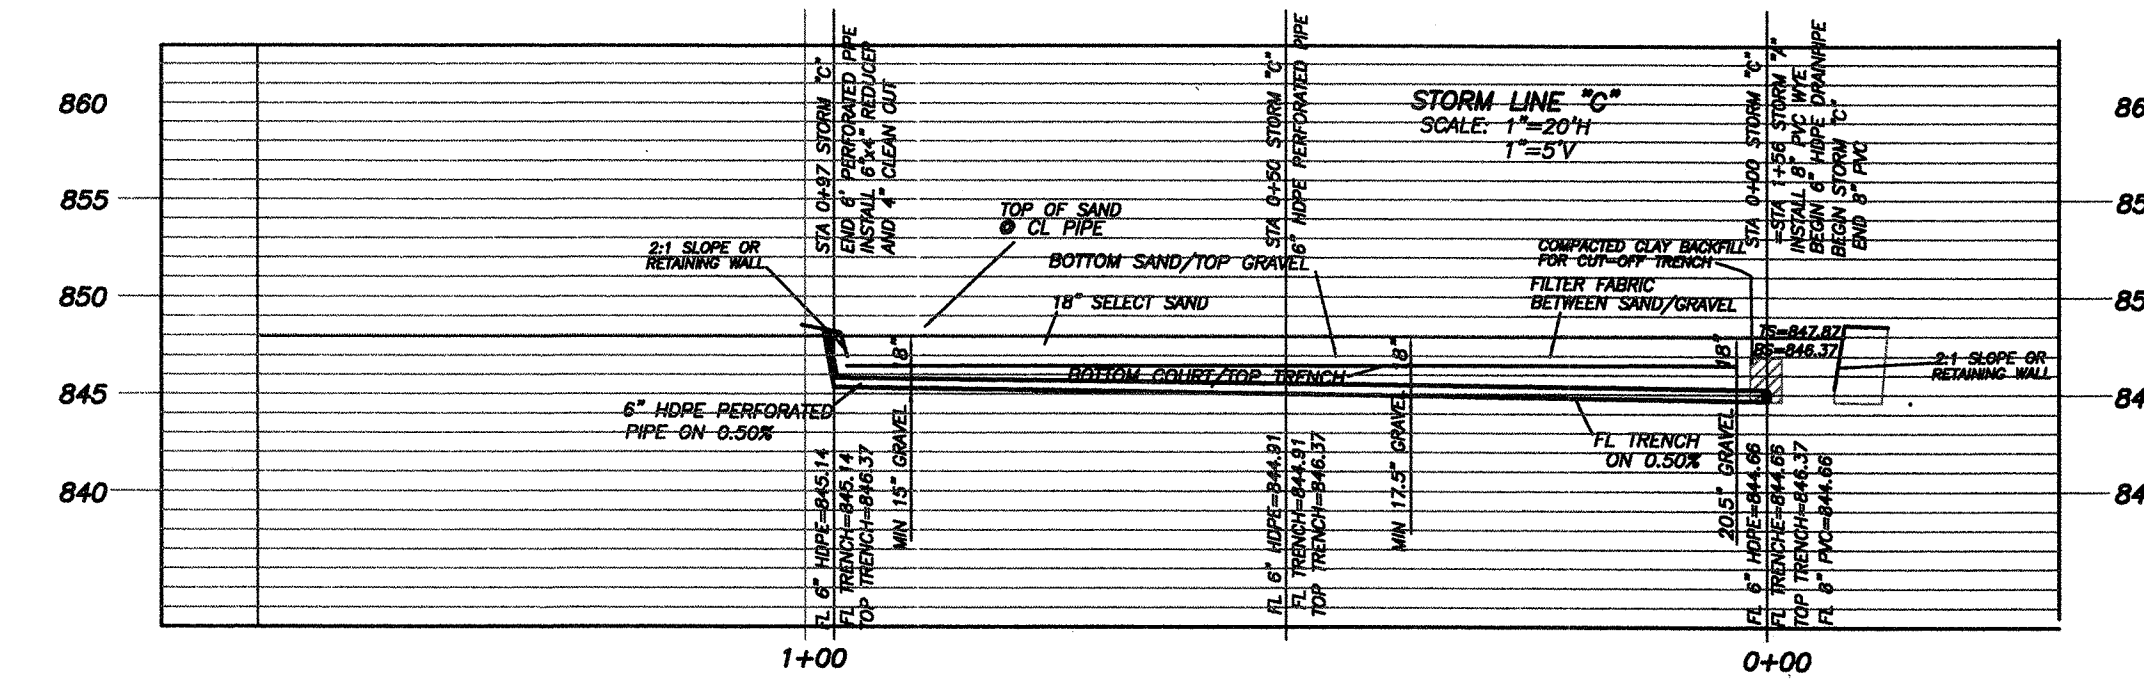 STORM LINE "C"
SCALE: 1"=20'H
1"=5'V
860
855
850
845
840
86
85
85
84
84
STA 0+97 STORM "C"
END 6" PERFORATED PIPE
INSTALL 6"x4" REDUCER
AND 4" CLEAN OUT
STA 0+50 STORM "C"
6" HDPE PERFORATED PIPE
STA 0+00 STORM "C"
=STA 1+56 STORM "A"
INSTALL 8" PVC WYE
BEGIN 6" HDPE DRAINPIPE
BEGIN STORM "C"
END 8" PVC
2:1 SLOPE OR
RETAINING WALL
TOP OF SAND
@ CL PIPE
BOTTOM SAND/TOP GRAVEL
18" SELECT SAND
COMPACTED CLAY BACKFILL
FOR CUT-OFF TRENCH
FILTER FABRIC
BETWEEN SAND/GRAVEL
TS=847.87
BS=846.37
2:1 SLOPE OR
RETAINING WALL
BOTTOM COURT/TOP TRENCH
18"
18"
18"
6" HDPE PERFORATED
PIPE ON 0.50%
FL TRENCH
ON 0.50%
FL 6" HDPE=845.14
FL TRENCH=845.14
TOP TRENCH=846.37
MIN 15" GRAVEL
FL 6" HDPE=844.91
FL TRENCH=844.91
TOP TRENCH=846.37
MIN 17.5" GRAVEL
20.5" GRAVEL
FL 6" HDPE=844.66
FL TRENCHE=844.66
TOP TRENCH=846.37
FL 8" PVC=844.66
1+00
0+00